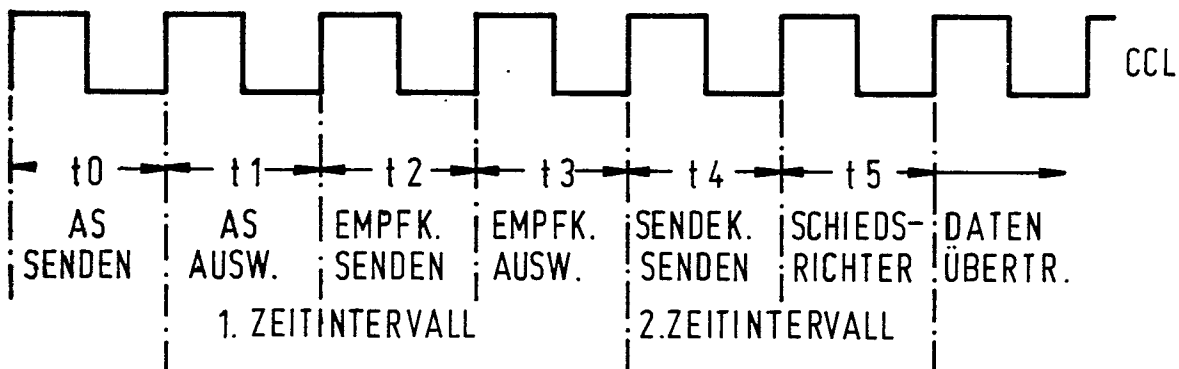 CCL
t0 t1 t2 t3 t4 t5
AS AS EMPFK. EMPFK. SENDEK. SCHIEDS- DATEN
SENDEN AUSW. SENDEN AUSW. SENDEN RICHTER ÜBERTR.
1. ZEITINTERVALL 2.ZEITINTERVALL